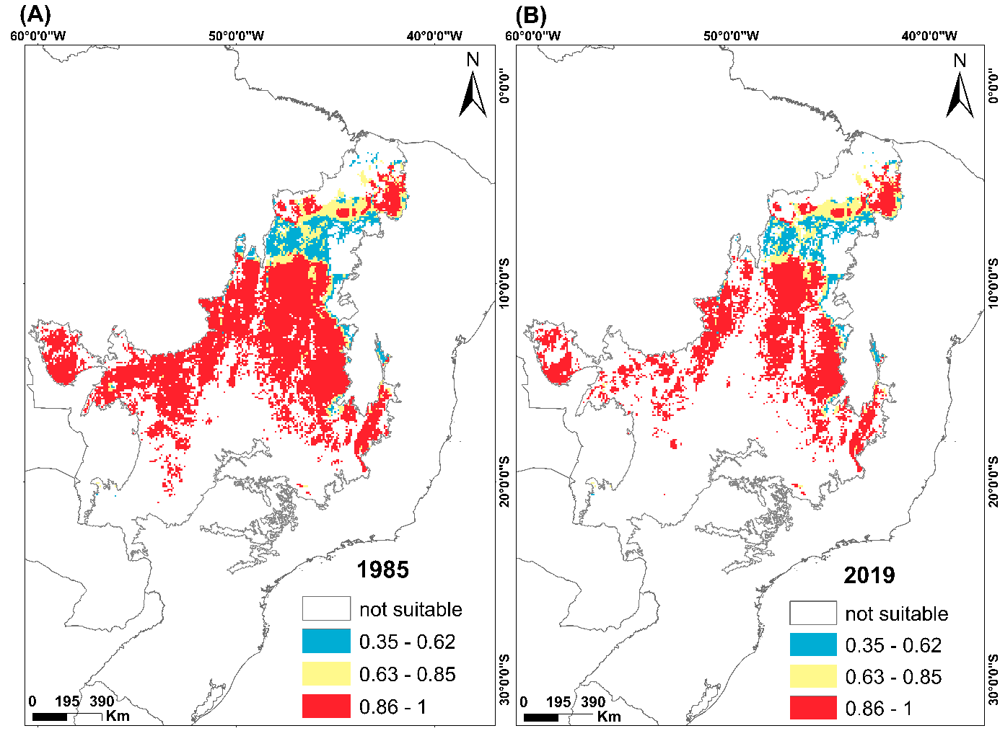 (A)
60°0'0"W 50°0'0"W 40°0'0"W
N
0°0'0"
10°0'0"S
20°0'0"S
30°0'0"S
1985
not suitable
0.35 - 0.62
0.63 - 0.85
0.86 - 1
0 195 390
Km
(B)
60°0'0"W 50°0'0"W 40°0'0"W
N
0°0'0"
10°0'0"S
20°0'0"S
30°0'0"S
2019
not suitable
0.35 - 0.62
0.63 - 0.85
0.86 - 1
0 195 390
Km